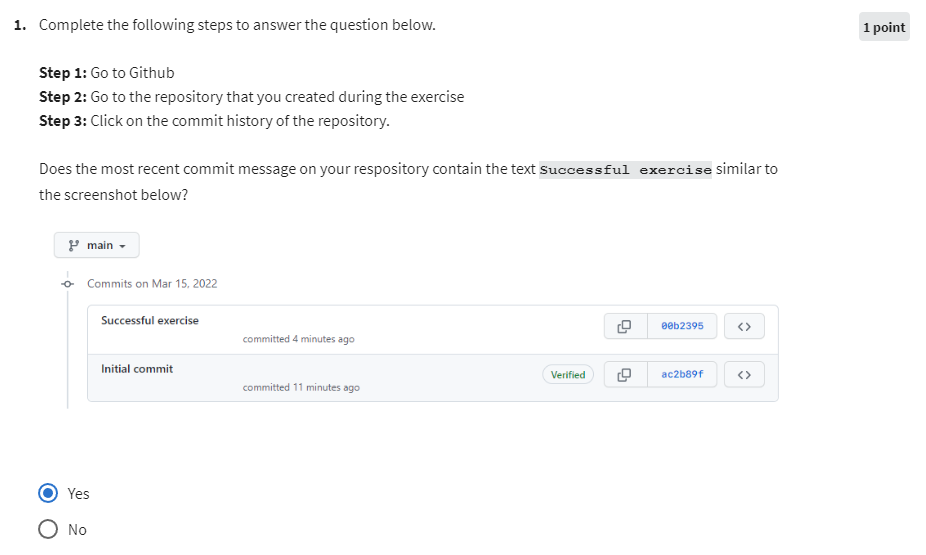 1. Complete the following steps to answer the question below.
1 point
Step 1: Go to Github
Step 2: Go to the repository that you created during the exercise
Step 3: Click on the commit history of the repository.
Does the most recent commit message on your respository contain the text Successful exercise similar to
the screenshot below?
main
Commits on Mar 15, 2022
Successful exercise
committed 4 minutes ago
00b2395
Initial commit
committed 11 minutes ago
Verified
ac2b89f
Yes
No